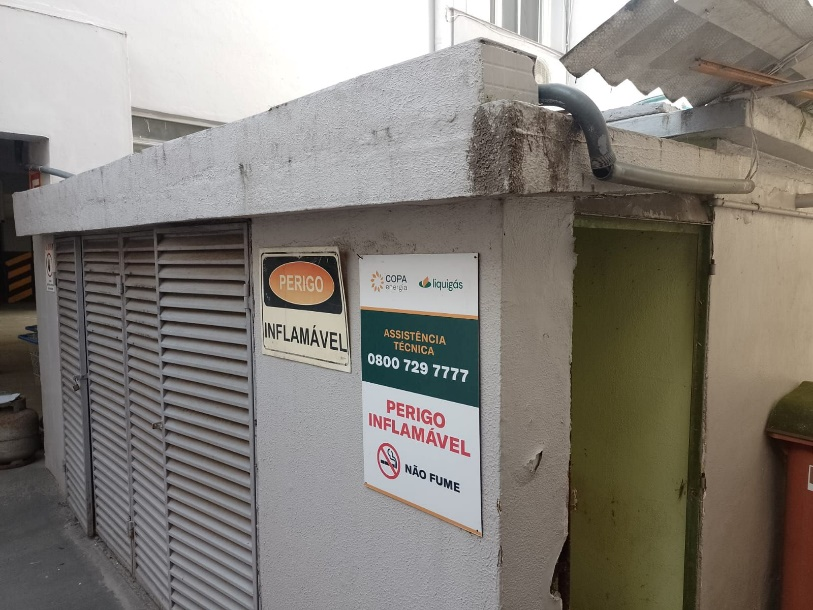 PERIGO
INFLAMÁVEL
COPA
energia
liquigás
ASSISTÊNCIA
TÉCNICA
0800 729 7777
PERIGO
INFLAMÁVEL
NÃO FUME